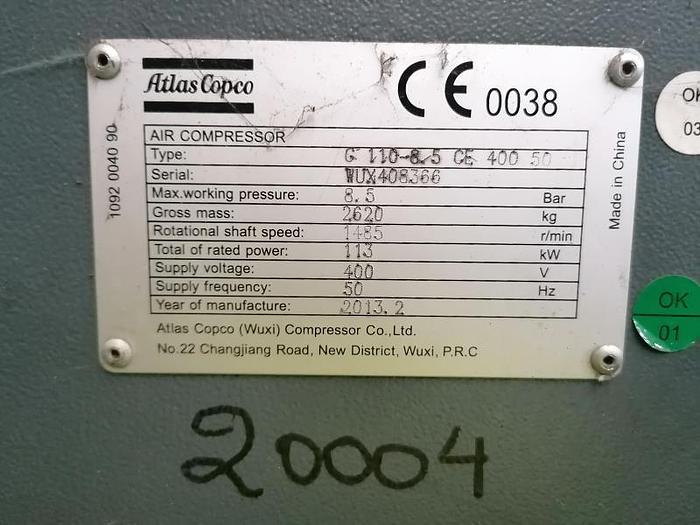 Atlas Copco
CE 0038
1092 0040 90
AIR COMPRESSOR
Type: G 110-8.5 CE 400 50
Serial: WUX408366
Max.working pressure: 8.5 Bar
Gross mass: 2620 kg
Rotational shaft speed: 1485 r/min
Total of rated power: 113 kW
Supply voltage: 400 V
Supply frequency: 50 Hz
Year of manufacture: 2013.2
Atlas Copco (Wuxi) Compressor Co.,Ltd.
No.22 Changjiang Road, New District, Wuxi, P.R.C
Made in China
OK
03
OK
01
20004